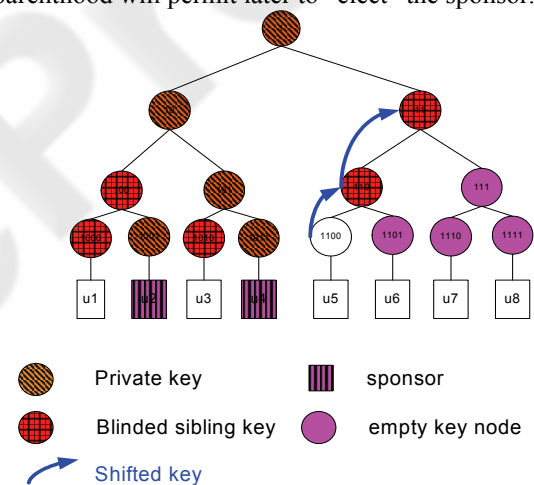 parenthood will permit later to "elect" the sponsor.
110 111
1100 1101 1110 1111
u1 u2 u3 u4 u5 u6 u7 u8
Private key sponsor
Blinded sibling key empty key node
Shifted key